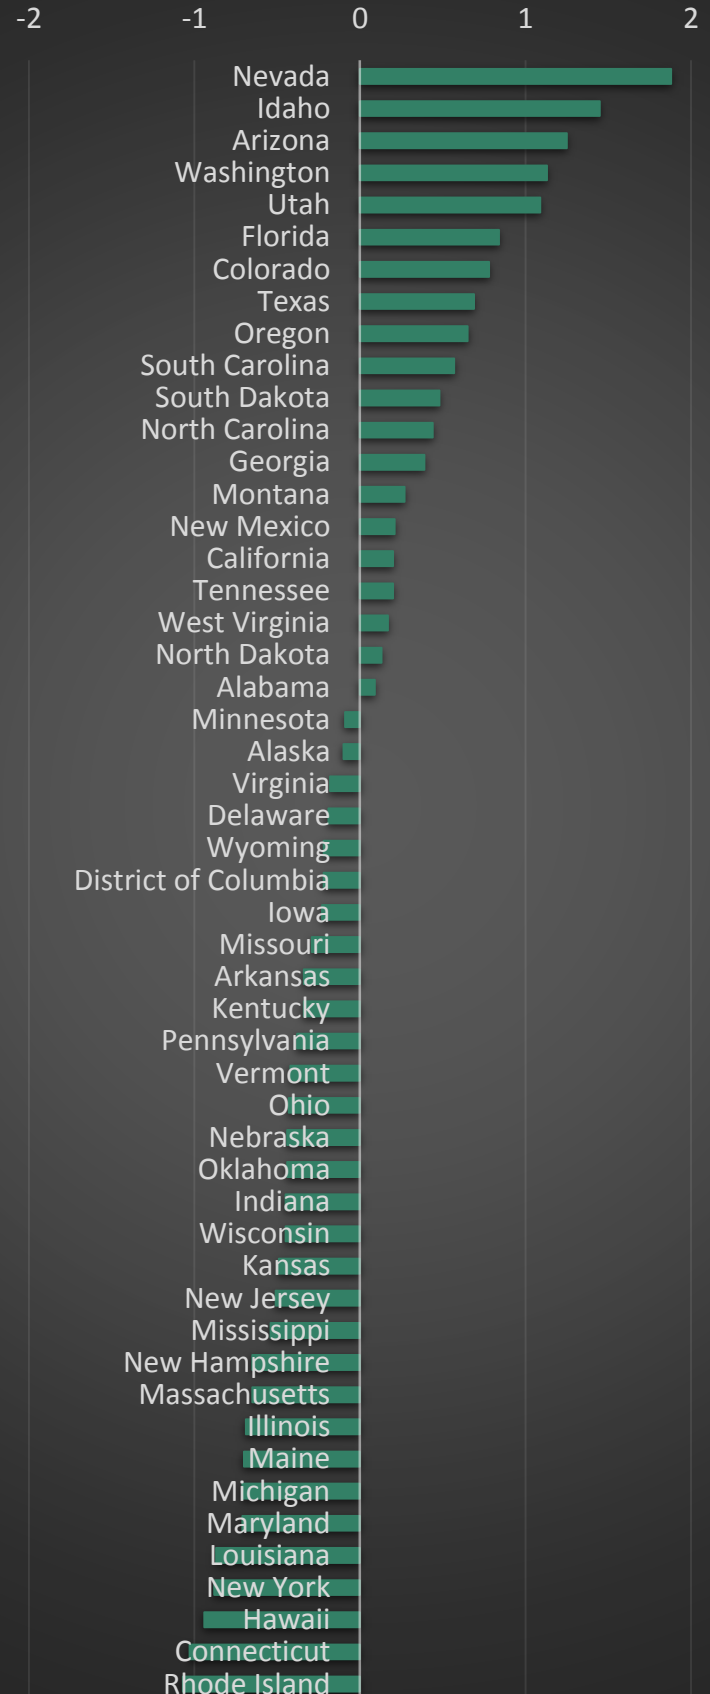 -2 -1 0 1 2
Nevada
Idaho
Arizona
Washington
Utah
Florida
Colorado
Texas
Oregon
South Carolina
South Dakota
North Carolina
Georgia
Montana
New Mexico
California
Tennessee
West Virginia
North Dakota
Alabama
Minnesota
Alaska
Virginia
Delaware
Wyoming
District of Columbia
Iowa
Missouri
Arkansas
Kentucky
Pennsylvania
Vermont
Ohio
Nebraska
Oklahoma
Indiana
Wisconsin
Kansas
New Jersey
Mississippi
New Hampshire
Massachusetts
Illinois
Maine
Michigan
Maryland
Louisiana
New York
Hawaii
Connecticut
Rhode Island